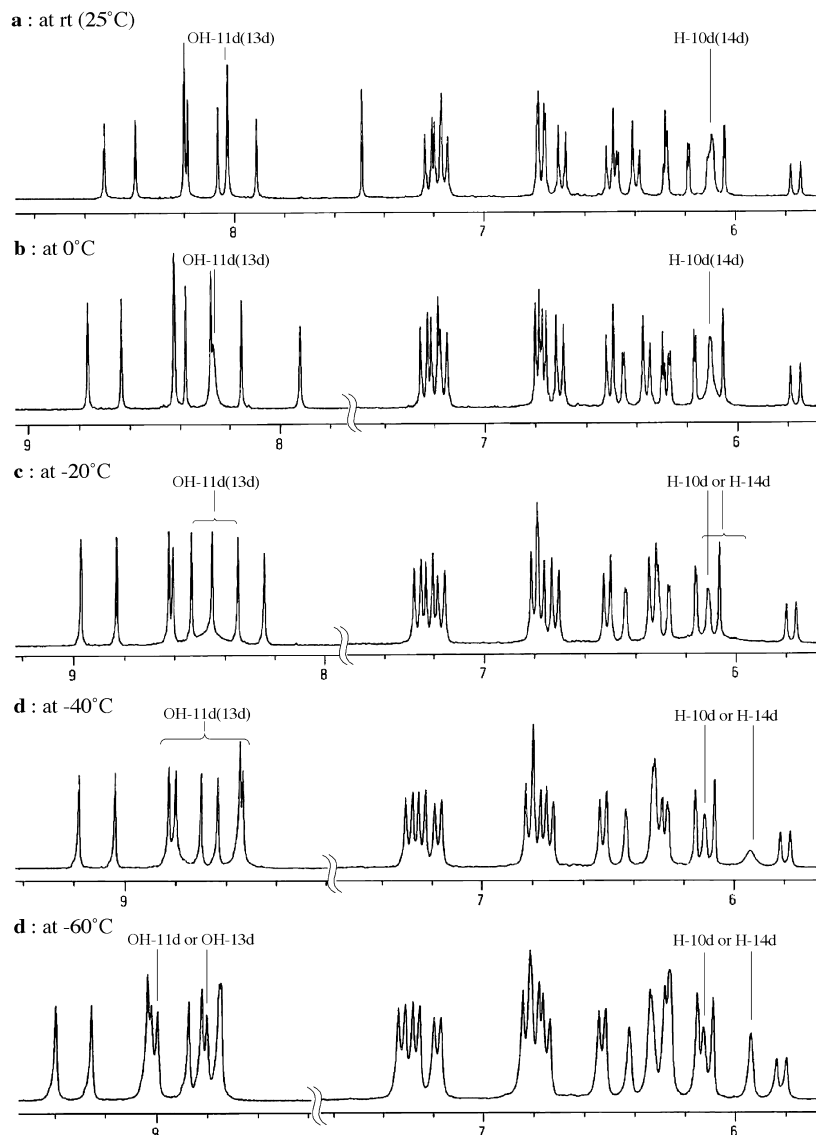 a : at rt (25˚C)
OH-11d(13d)
H-10d(14d)
8
7
6
b : at 0˚C
OH-11d(13d)
H-10d(14d)
9
8
7
6
c : at -20˚C
OH-11d(13d)
H-10d or H-14d
9
8
7
6
d : at -40˚C
OH-11d(13d)
H-10d or H-14d
9
7
6
d : at -60˚C
OH-11d or OH-13d
H-10d or H-14d
9
7
6